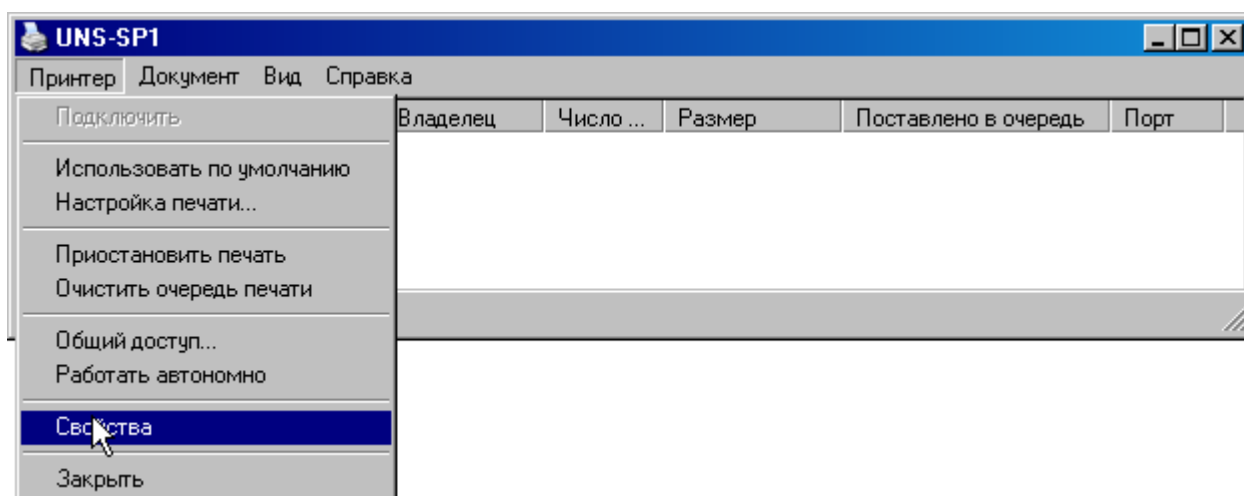 UNS-SP1
Принтер Документ Вид Справка
Подключить
Владелец Число ... Размер Поставлено в очередь Порт
Использовать по умолчанию
Настройка печати...
Приостановить печать
Очистить очередь печати
Общий доступ...
Работать автономно
Свойства
Закрыть